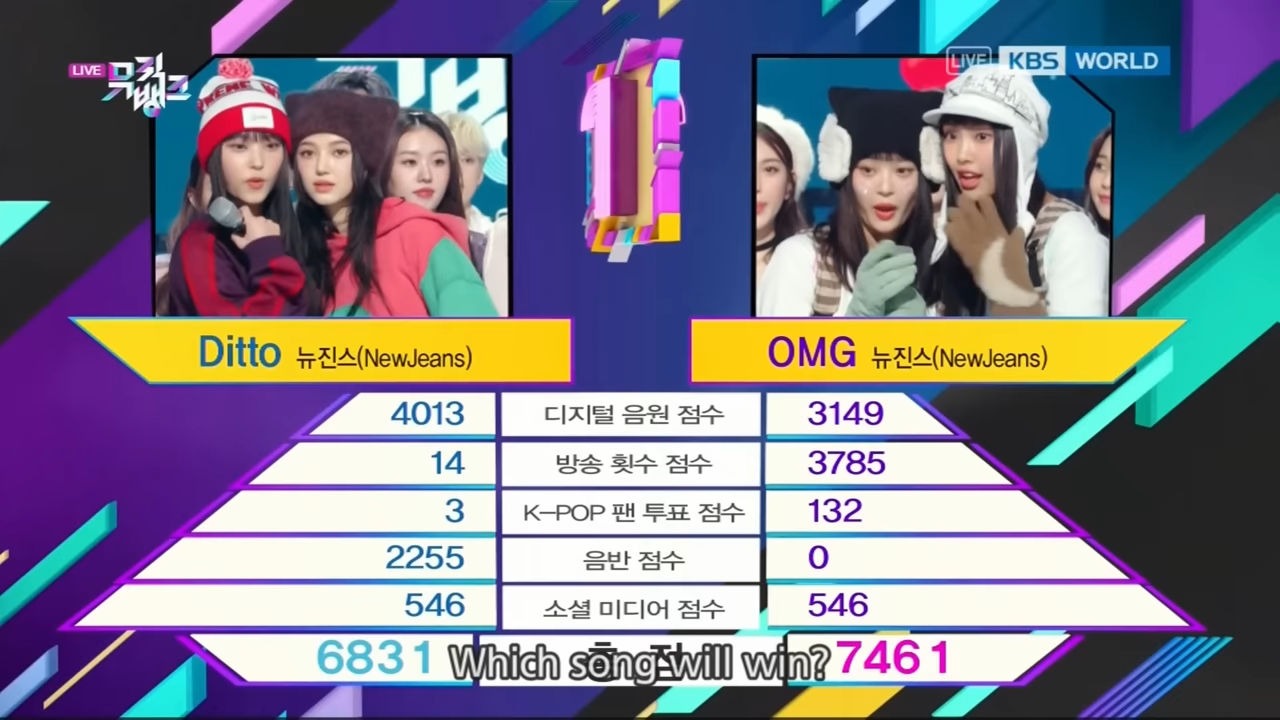 LIVE 뮤직뱅크
LIVE KBS WORLD
Ditto 뉴진스(NewJeans)
OMG 뉴진스(NewJeans)
4013 디지털 음원 점수 3149
14 방송 횟수 점수 3785
3 K-POP 팬 투표 점수 132
2255 음반 점수 0
546 소셜 미디어 점수 546
6831 7461
Which song will win?